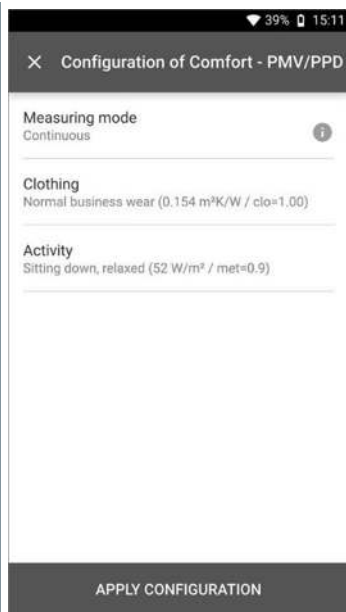 39% 15:11
Configuration of Comfort - PMV/PPD
Measuring mode
Continuous
Clothing
Normal business wear (0.154 m²K/W / clo=1.00)
Activity
Sitting down, relaxed (52 W/m² / met=0.9)
APPLY CONFIGURATION